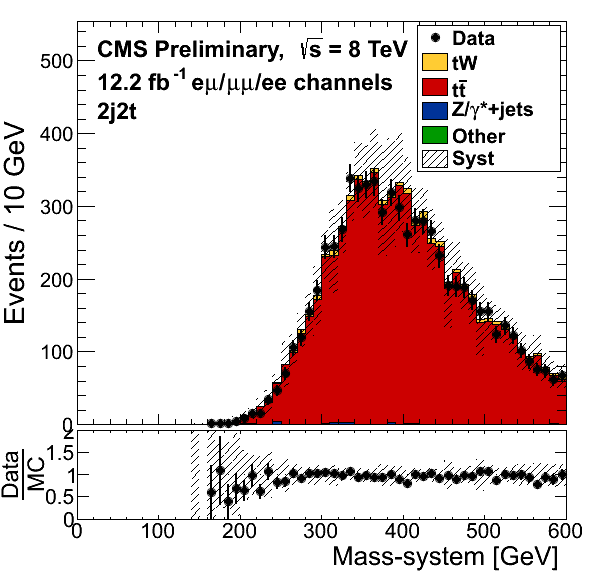 CMS Preliminary, √s = 8 TeV
12.2 fb⁻¹ eμ/μμ/ee channels
2j2t
Data
tW
tt̄
Z/γ*+jets
Other
Syst
Events / 10 GeV
500
400
300
200
100
0
Data
MC
2
1.5
1
0.5
0
0 100 200 300 400 500 600
Mass-system [GeV]